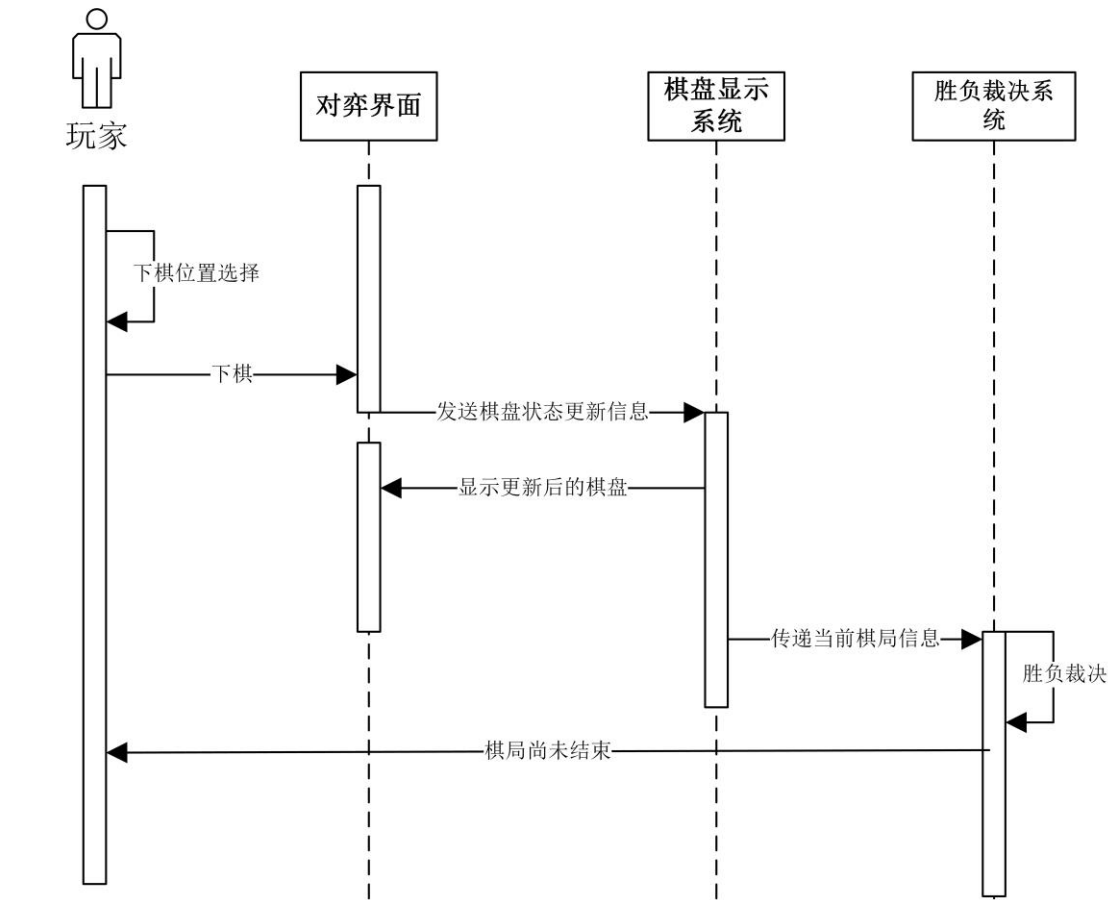 玩家
对弈界面
棋盘显示
系统
胜负裁决系
统
下棋位置选择
下棋
发送棋盘状态更新信息
显示更新后的棋盘
传递当前棋局信息
胜负裁决
棋局尚未结束